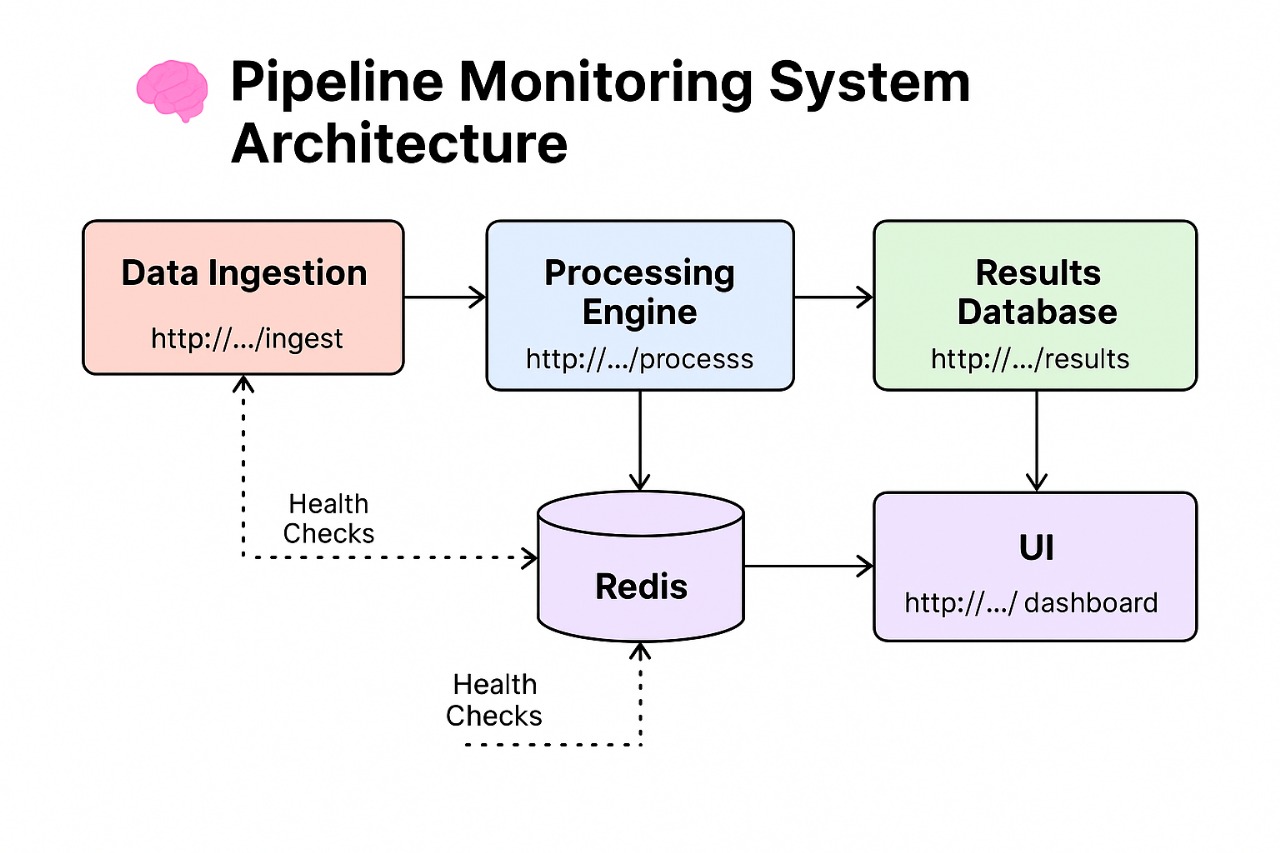 Pipeline Monitoring System
Architecture
Data Ingestion
http://.../ingest
Processing
Engine
http://.../processs
Results
Database
http://.../results
Health
Checks
Redis
UI
http://.../ dashboard
Health
Checks